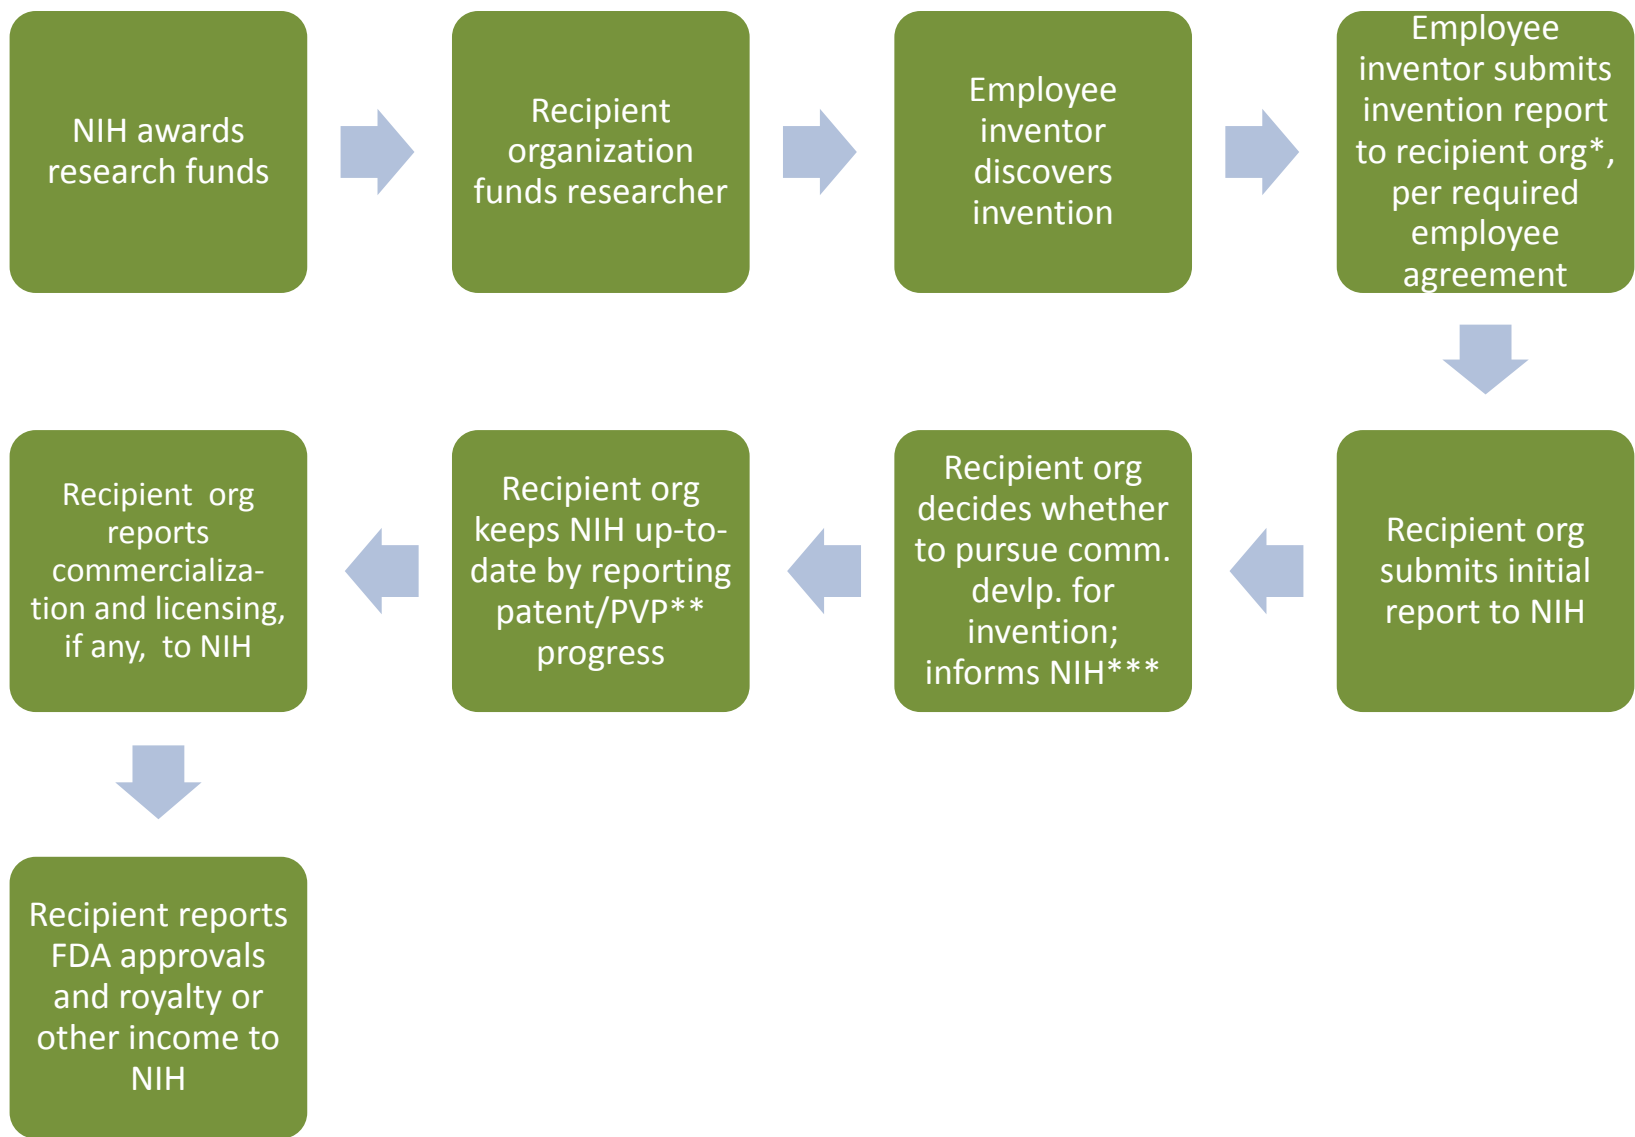 NIH awards
research funds
Recipient
organization
funds researcher
Employee
inventor
discovers
invention
Employee
inventor submits
invention report
to recipient org*,
per required
employee
agreement
Recipient org
submits initial
report to NIH
Recipient org
decides whether
to pursue comm.
devlp. for
invention;
informs NIH***
Recipient org
keeps NIH up-to-
date by reporting
patent/PVP**
progress
Recipient org
reports
commercializa-
tion and licensing,
if any, to NIH
Recipient reports
FDA approvals
and royalty or
other income to
NIH